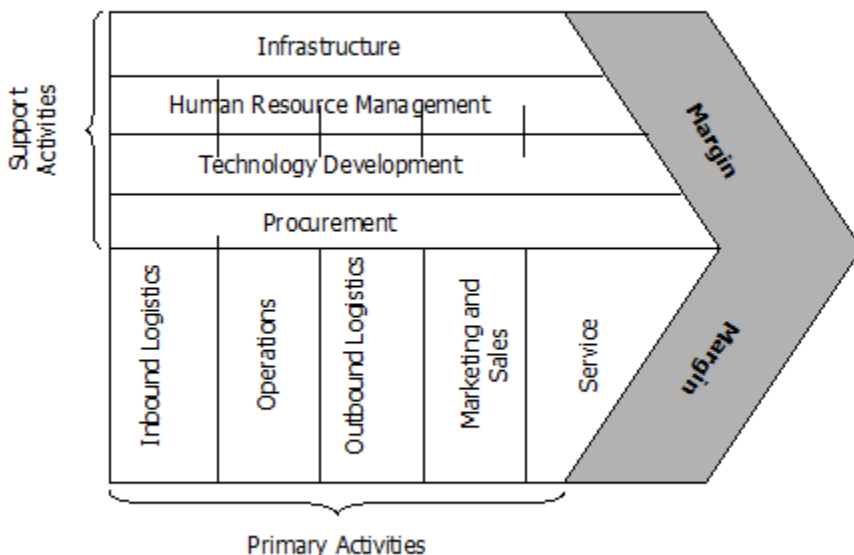 Infrastructure
Human Resource Management
Technology Development
Procurement
Support
Activities
Margin
Inbound Logistics
Operations
Outbound Logistics
Marketing and
Sales
Service
Margin
Primary Activities